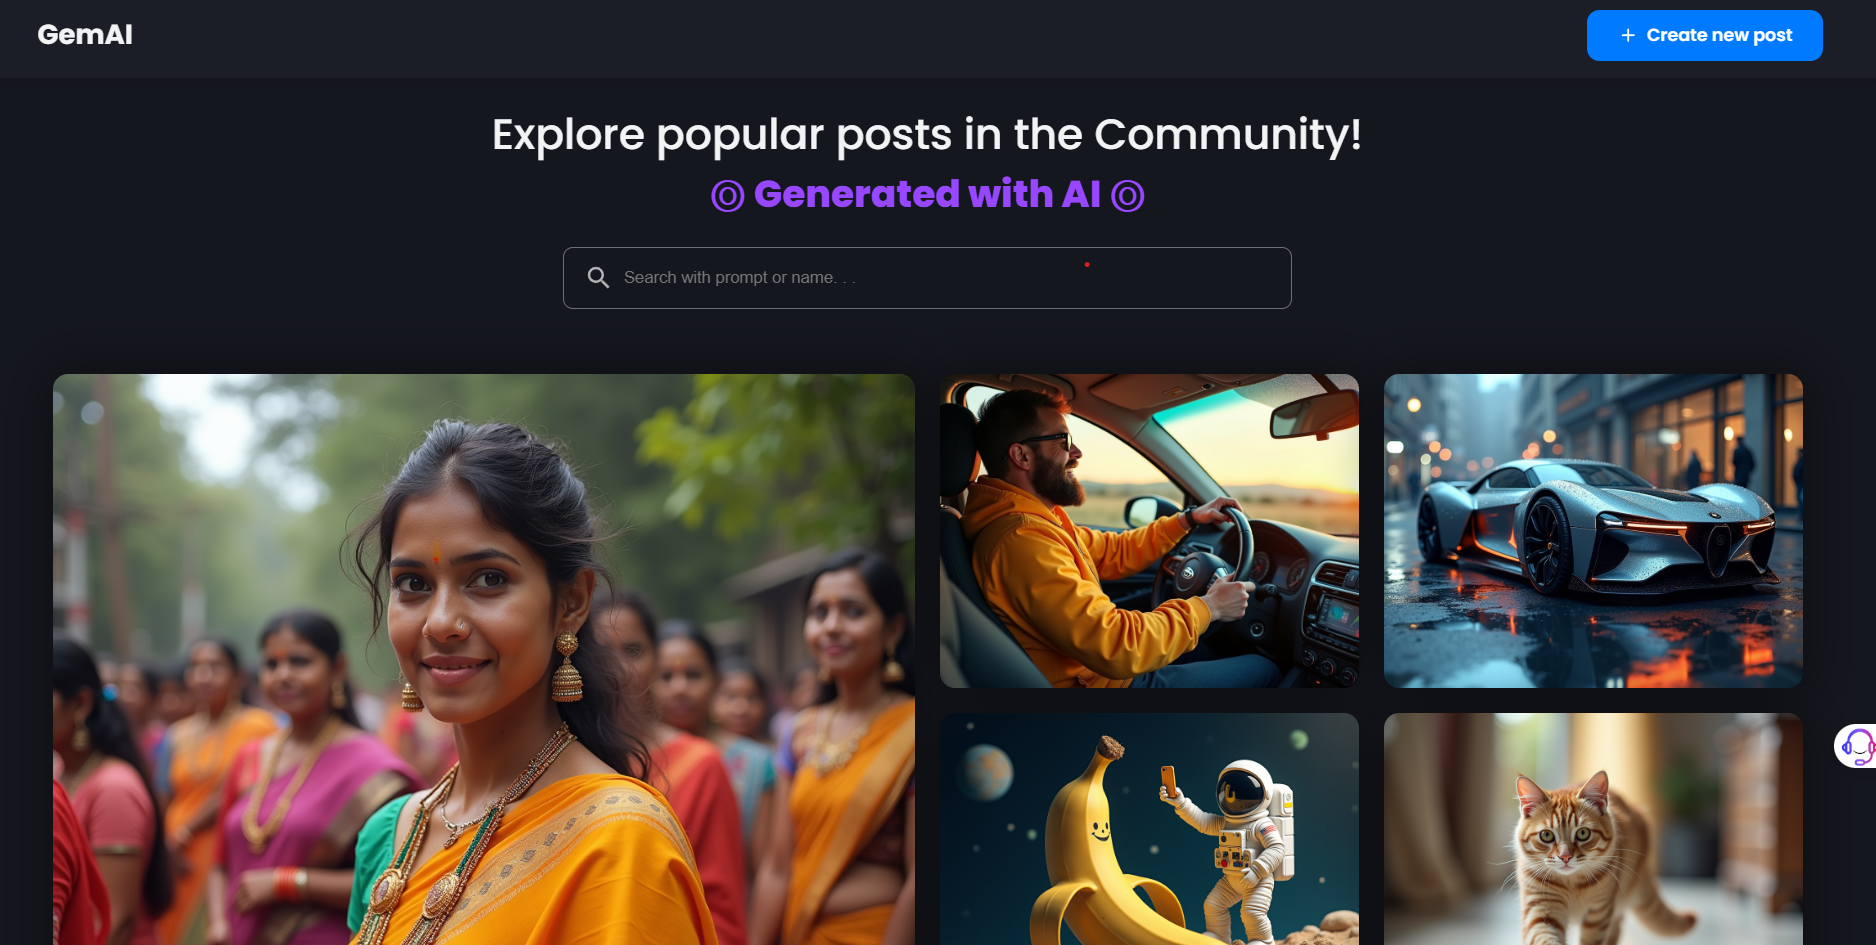 GemAI
+ Create new post
Explore popular posts in the Community!
◎ Generated with AI ◎
Search with prompt or name. . .